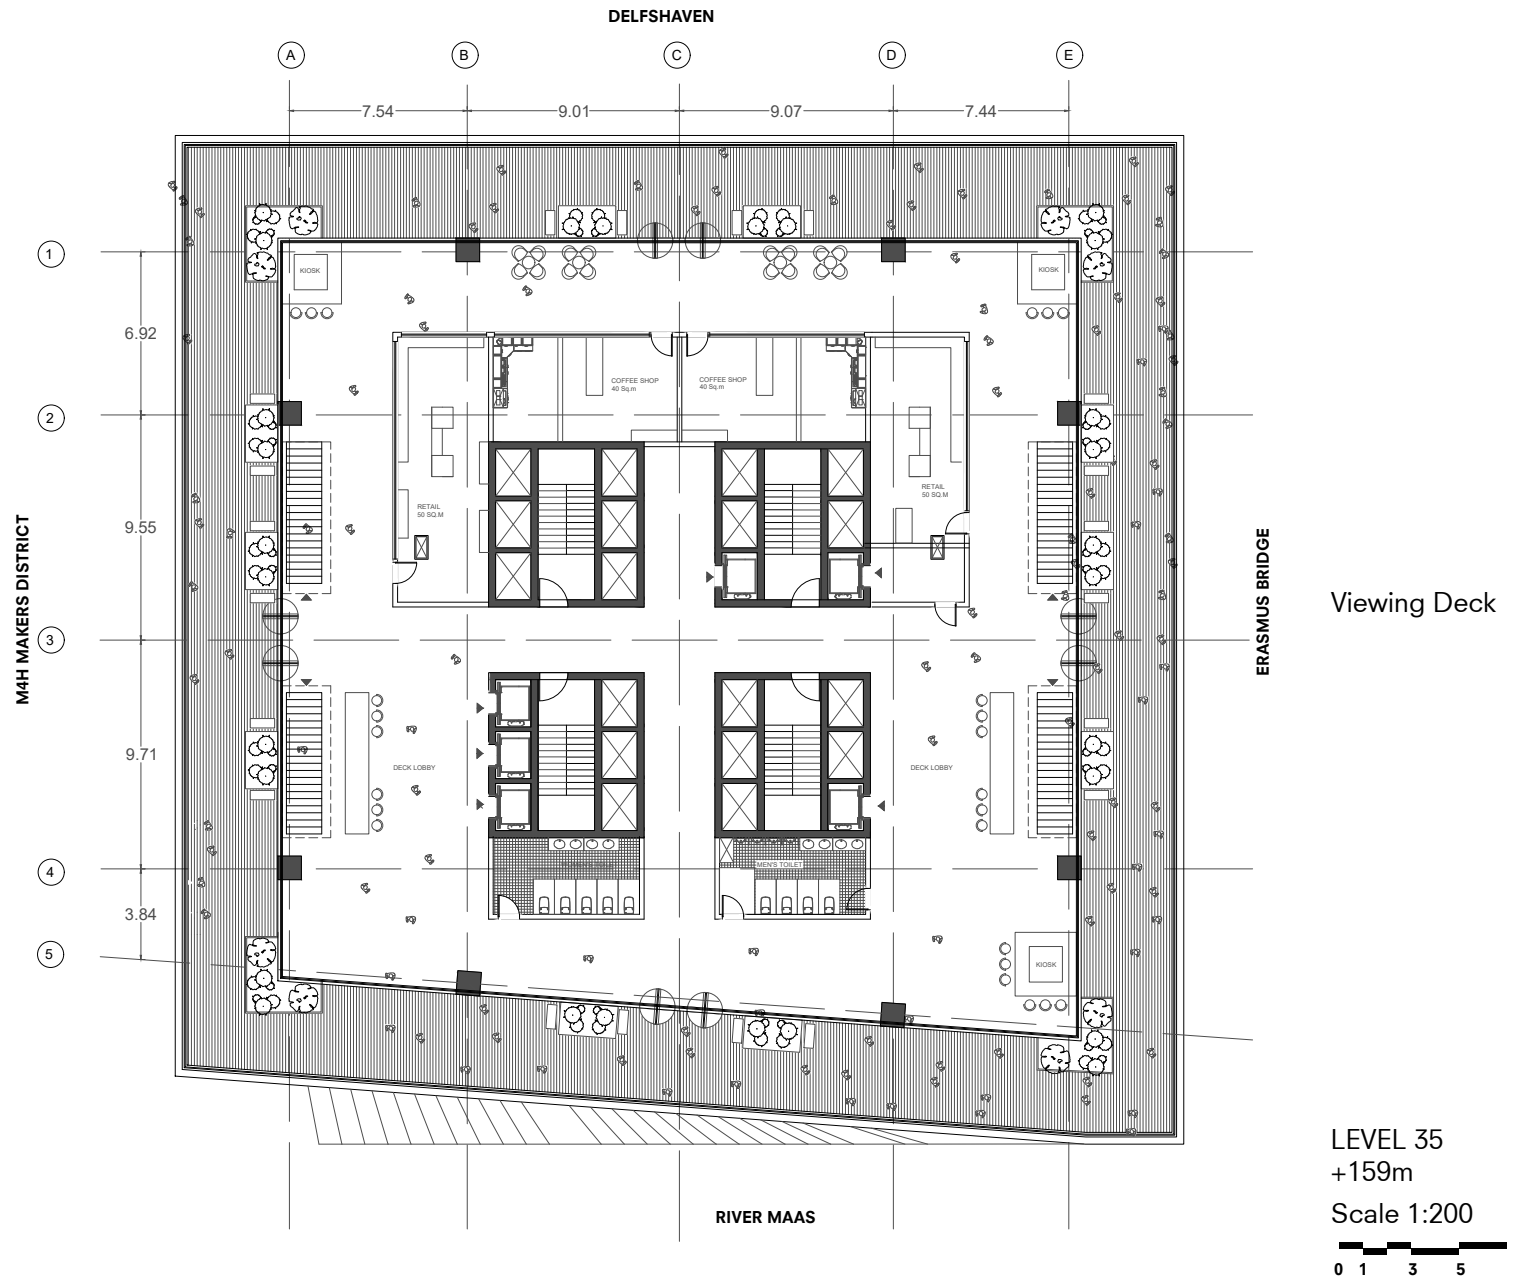 DELFSHAVEN
A
B
C
D
E
7.54
9.01
9.07
7.44
1
KIOSK
KIOSK
6.92
COFFEE SHOP
40 Sq.m
COFFEE SHOP
40 Sq.m
2
RETAIL
50 SQ.M
RETAIL
50 SQ.M
9.55
M4H MAKERS DISTRICT
ERASMUS BRIDGE
Viewing Deck
3
9.71
DECK LOBBY
DECK LOBBY
4
WOMEN'S TOILET
MEN'S TOILET
3.84
5
KIOSK
LEVEL 35
+159m
Scale 1:200
0 1 3 5
RIVER MAAS